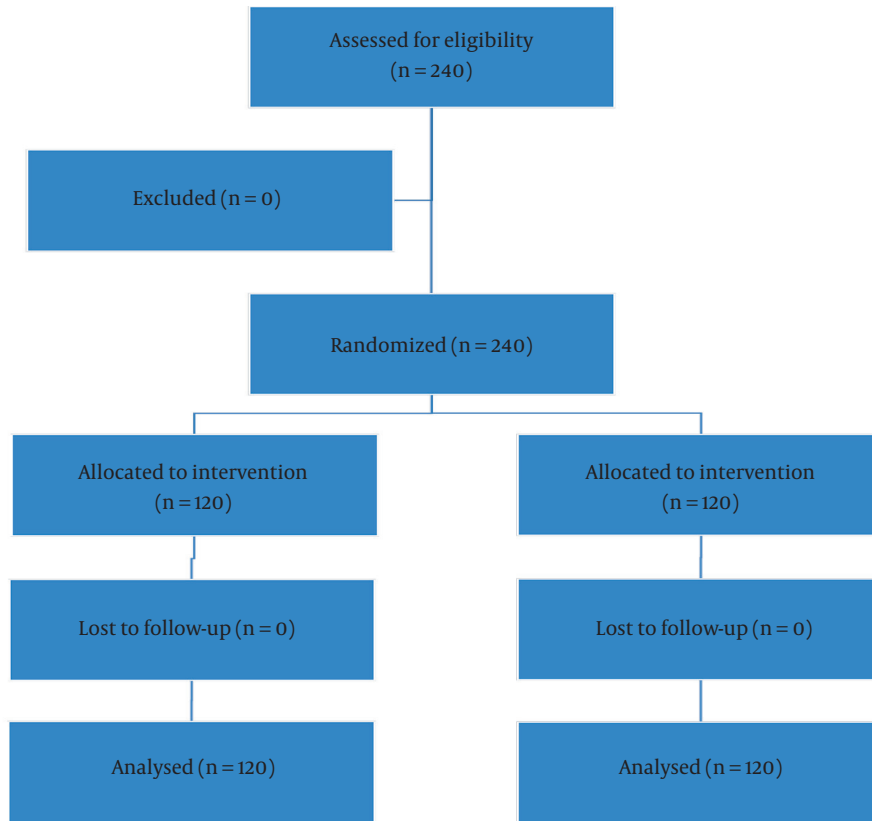 Assessed for eligibility
(n = 240)
Excluded (n = 0)
Randomized (n = 240)
Allocated to intervention
(n = 120)
Allocated to intervention
(n = 120)
Lost to follow-up (n = 0)
Lost to follow-up (n = 0)
Analysed (n = 120)
Analysed (n = 120)